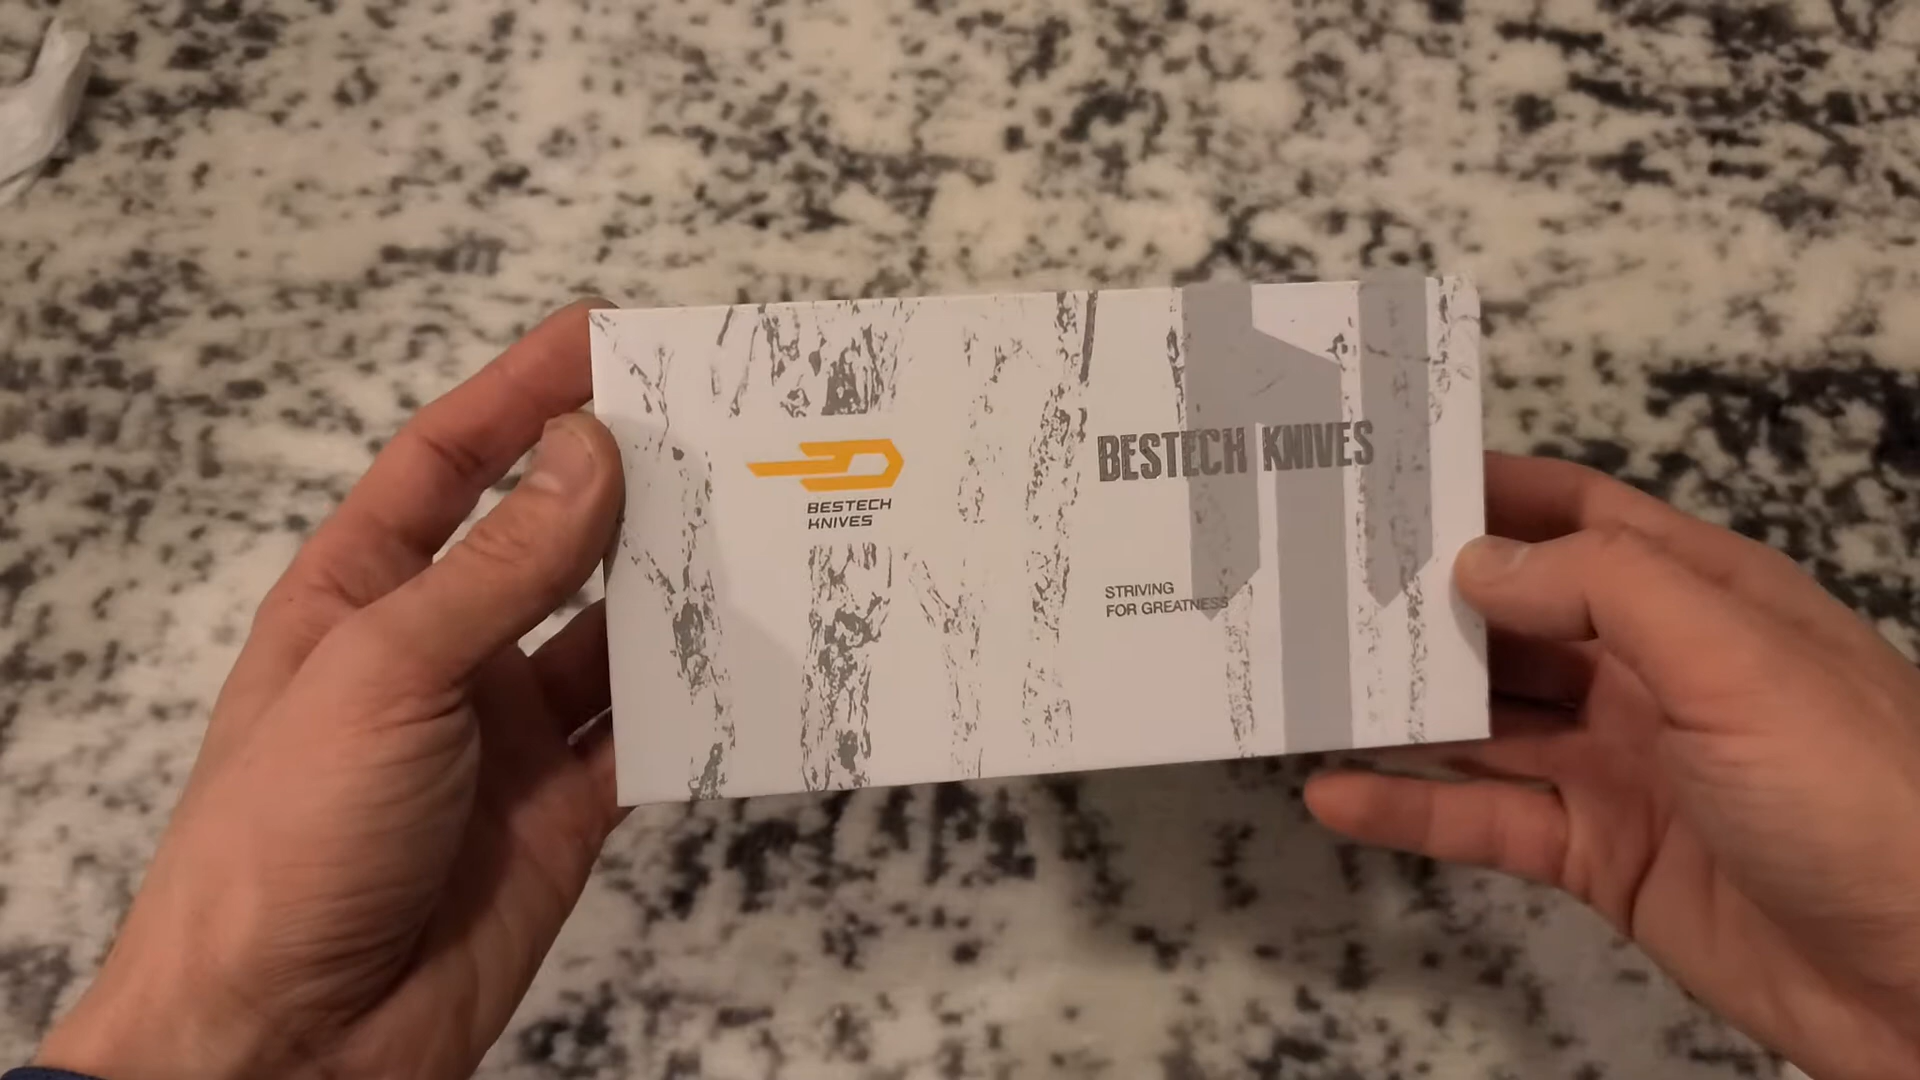 BESTECH
KNIVES
BESTECH KNIVES
STRIVING
FOR GREATNESS